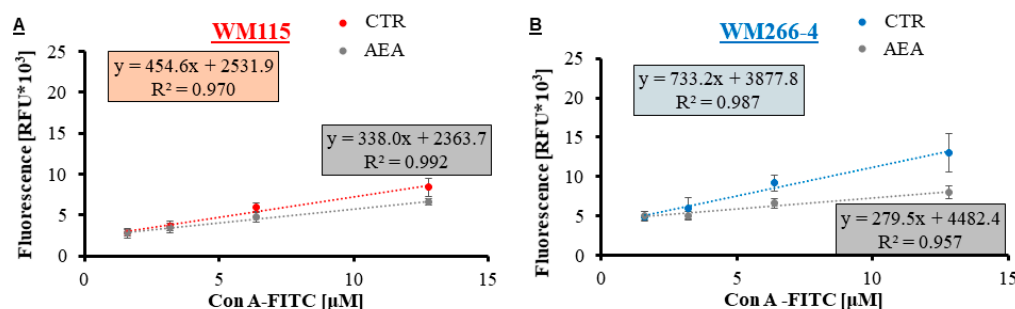 A
WM115
CTR
AEA
y = 454.6x + 2531.9
R² = 0.970
y = 338.0x + 2363.7
R² = 0.992
Fluorescence [RFU*10³]
25
20
15
10
5
0
0 5 10 15
Con A-FITC [µM]
B
WM266-4
CTR
AEA
y = 733.2x + 3877.8
R² = 0.987
y = 279.5x + 4482.4
R² = 0.957
Fluorescence [RFU*10³]
25
20
15
10
5
0
0 5 10 15
Con A -FITC [µM]